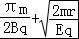 πm/2Bq + √(2mr/Eq)